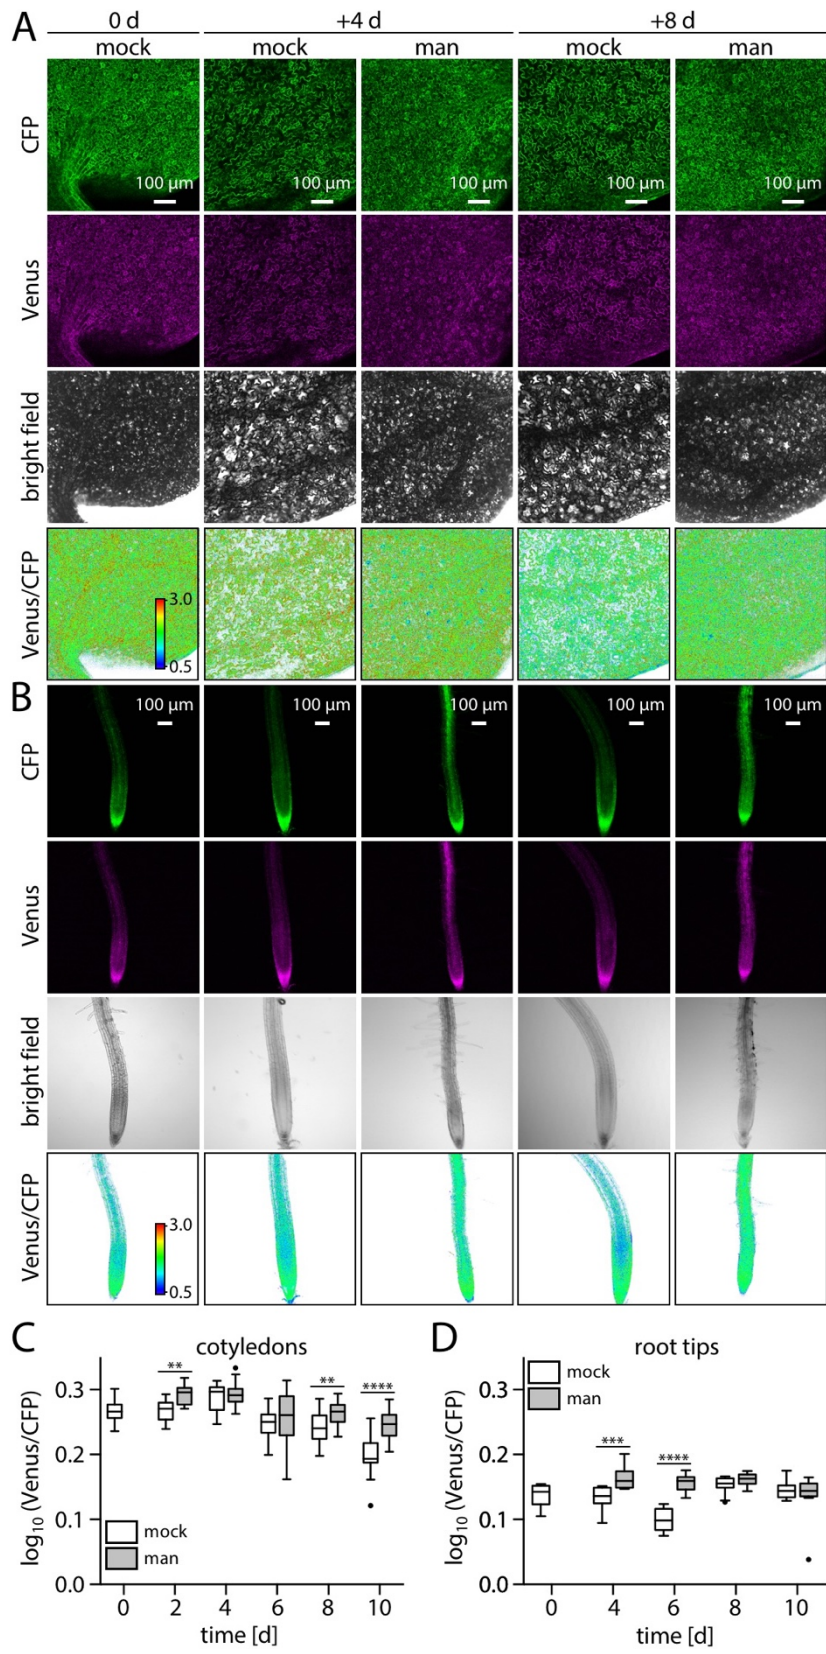 A
0 d +4 d +8 d
mock mock man mock man
CFP
100 µm 100 µm 100 µm 100 µm 100 µm
Venus
bright field
Venus/CFP
3.0
0.5
B
CFP
100 µm 100 µm 100 µm 100 µm 100 µm
Venus
bright field
Venus/CFP
3.0
0.5
C cotyledons
log10 (Venus/CFP)
** ** ****
0.3
0.2
0.1
0.0
mock
man
0 2 4 6 8 10
time [d]
D root tips
log10 (Venus/CFP)
mock
man
*** ****
0.3
0.2
0.1
0.0
0 4 6 8 10
time [d]